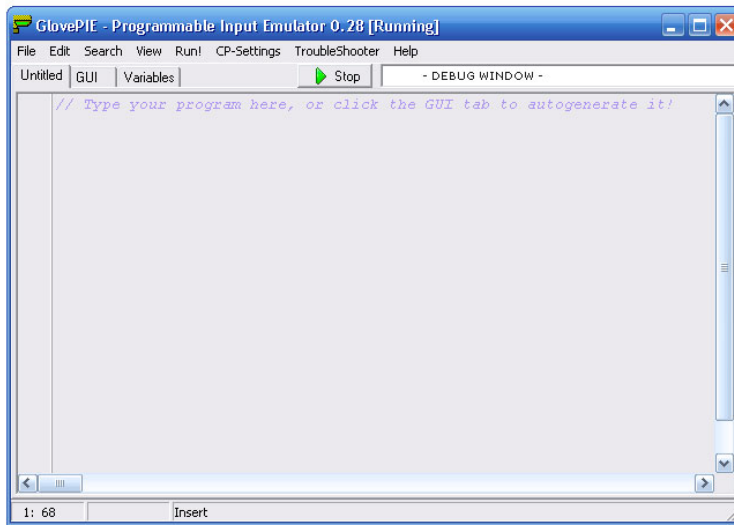 GlovePIE - Programmable Input Emulator 0.28 [Running]
File Edit Search View Run! CP-Settings TroubleShooter Help
Untitled GUI Variables Stop - DEBUG WINDOW -
// Type your program here, or click the GUI tab to autogenerate it!
1: 68 Insert